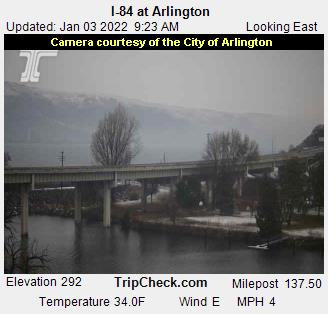 I-84 at Arlington
Updated: Jan 03 2022 9:23 AM Looking East
Camera courtesy of the City of Arlington
Elevation 292 TripCheck.com Milepost 137.50
Temperature 34.0F Wind E MPH 4